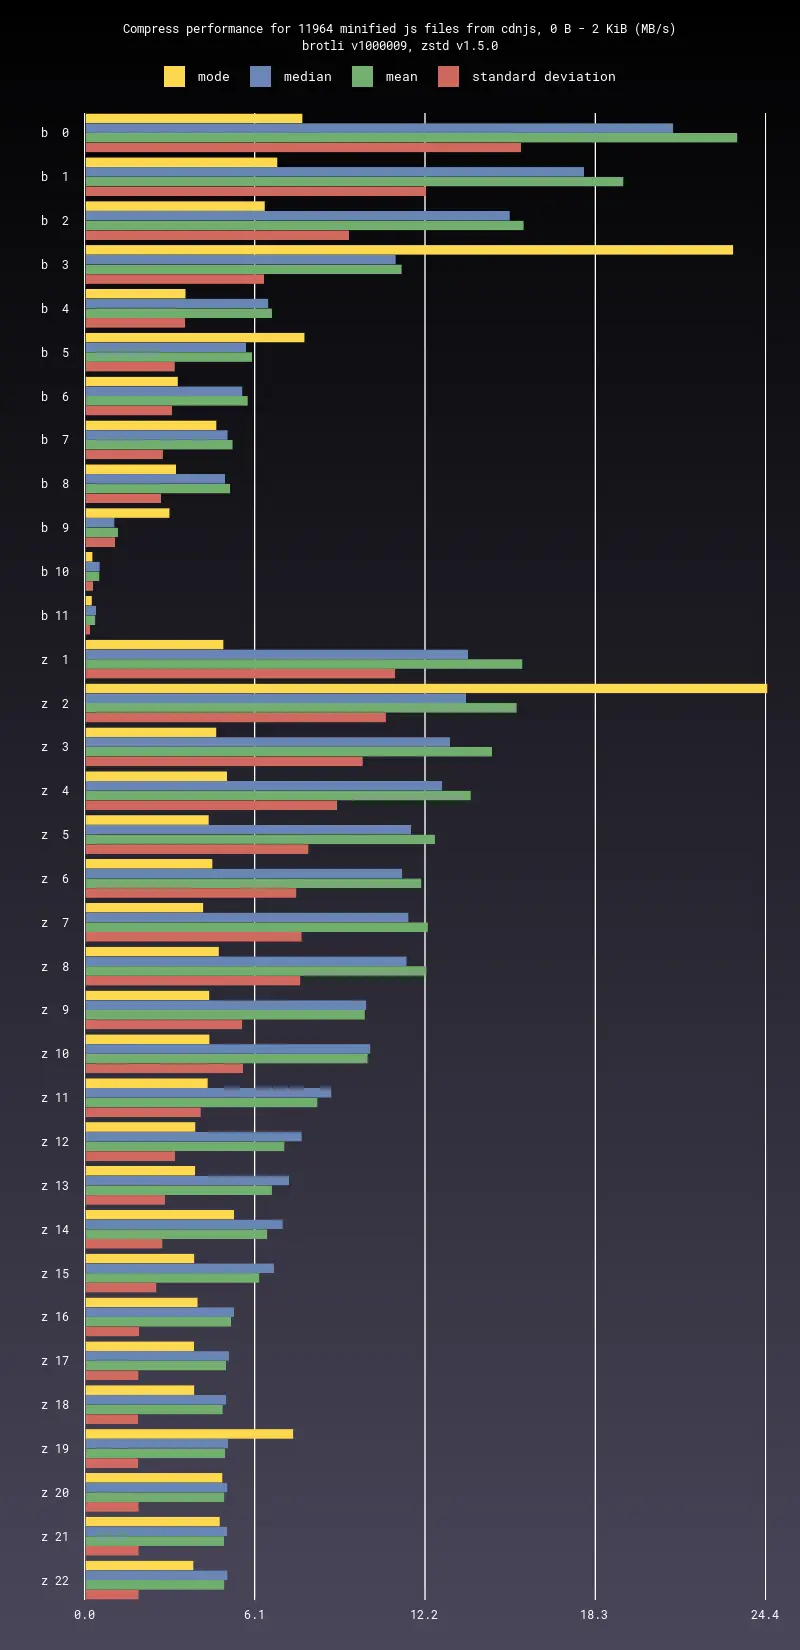 Compress performance for 11964 minified js files from cdnjs, 0 B - 2 KiB (MB/s)
brotli v1000009, zstd v1.5.0
mode median mean standard deviation
b 0
b 1
b 2
b 3
b 4
b 5
b 6
b 7
b 8
b 9
b 10
b 11
z 1
z 2
z 3
z 4
z 5
z 6
z 7
z 8
z 9
z 10
z 11
z 12
z 13
z 14
z 15
z 16
z 17
z 18
z 19
z 20
z 21
z 22
0.0 6.1 12.2 18.3 24.4